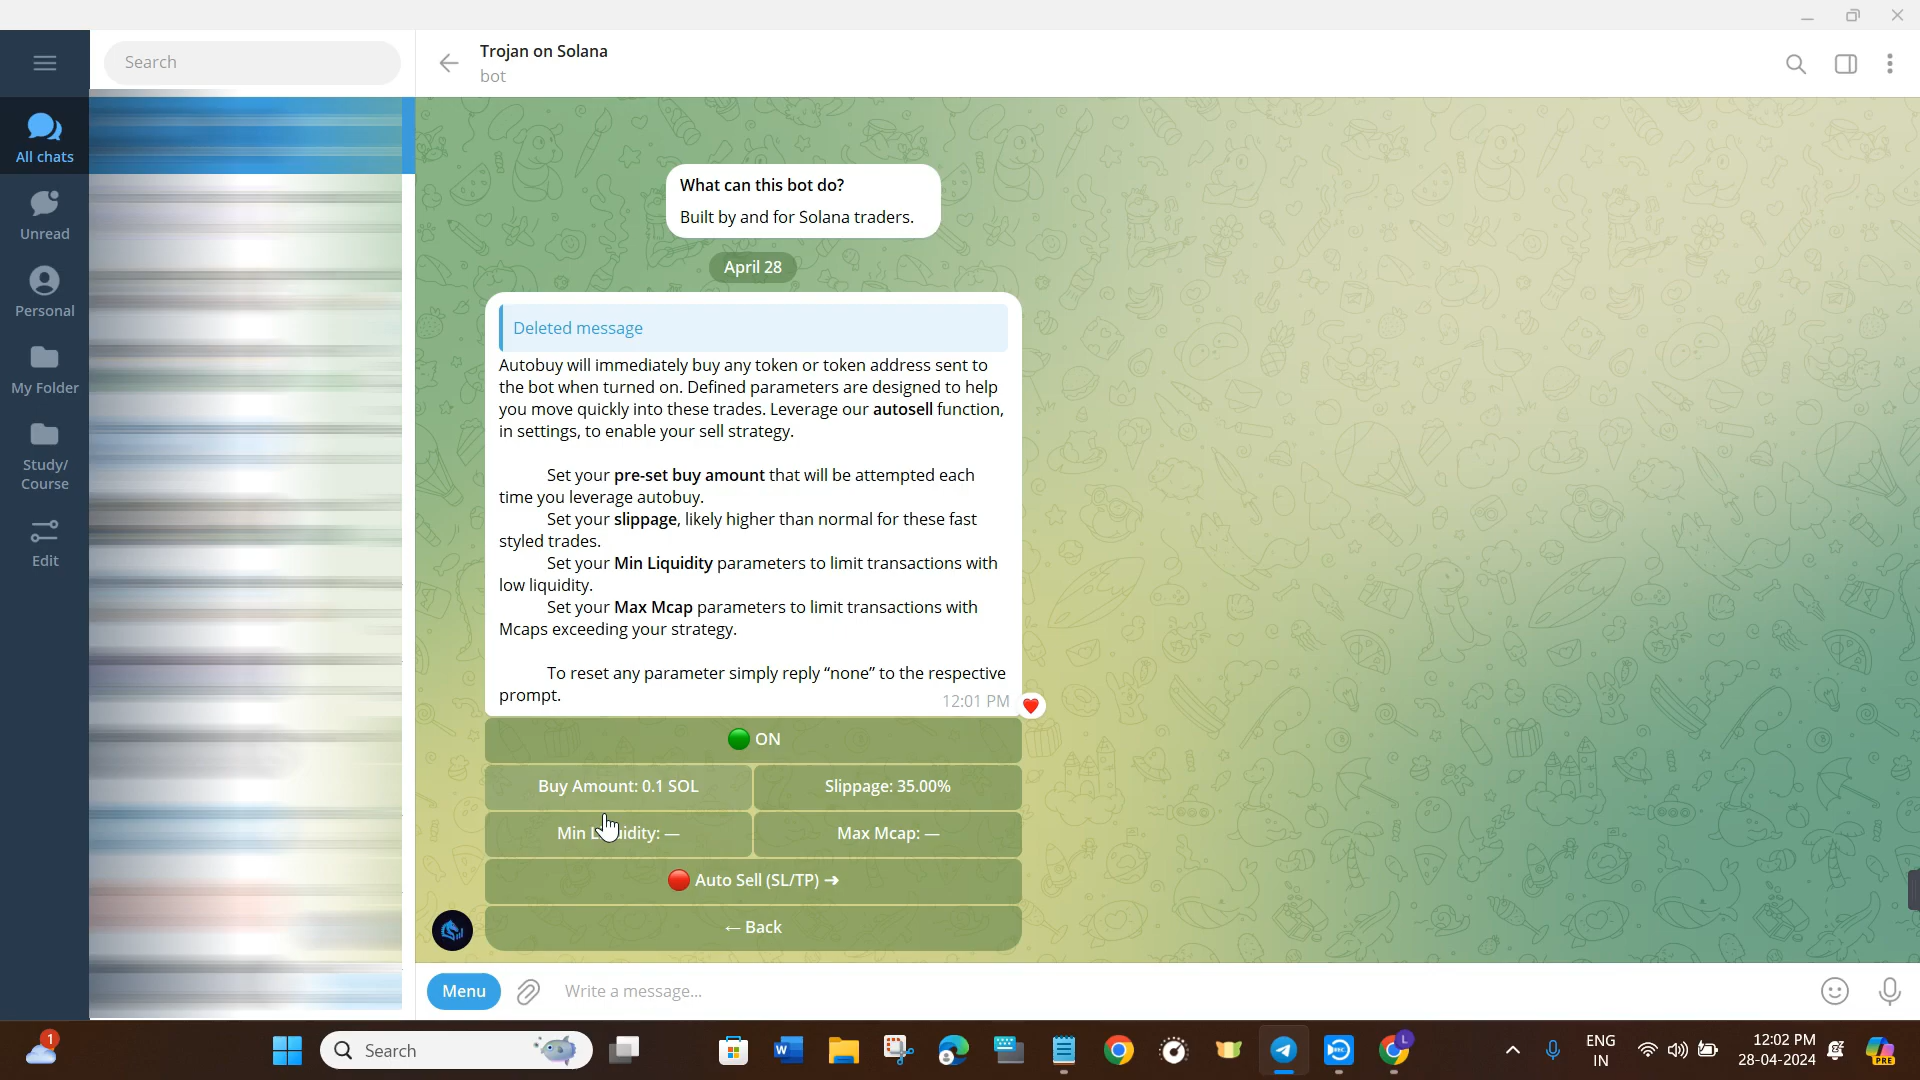 Search
Trojan on Solana
bot
All chats
Unread
Personal
My Folder
Study/
Course
Edit
What can this bot do?
Built by and for Solana traders.
April 28
Deleted message
Autobuy will immediately buy any token or token address sent to
the bot when turned on. Defined parameters are designed to help
you move quickly into these trades. Leverage our autosell function,
in settings, to enable your sell strategy.
Set your pre-set buy amount that will be attempted each
time you leverage autobuy.
Set your slippage, likely higher than normal for these fast
styled trades.
Set your Min Liquidity parameters to limit transactions with
low liquidity.
Set your Max Mcap parameters to limit transactions with
Mcaps exceeding your strategy.
To reset any parameter simply reply “none” to the respective
prompt.
12:01 PM
ON
Buy Amount: 0.1 SOL
Slippage: 35.00%
Min Liquidity: —
Max Mcap: —
Auto Sell (SL/TP) ➔
← Back
Menu
Write a message...
1
Search
W
REC
L
ENG
IN
12:02 PM
28-04-2024
PRE